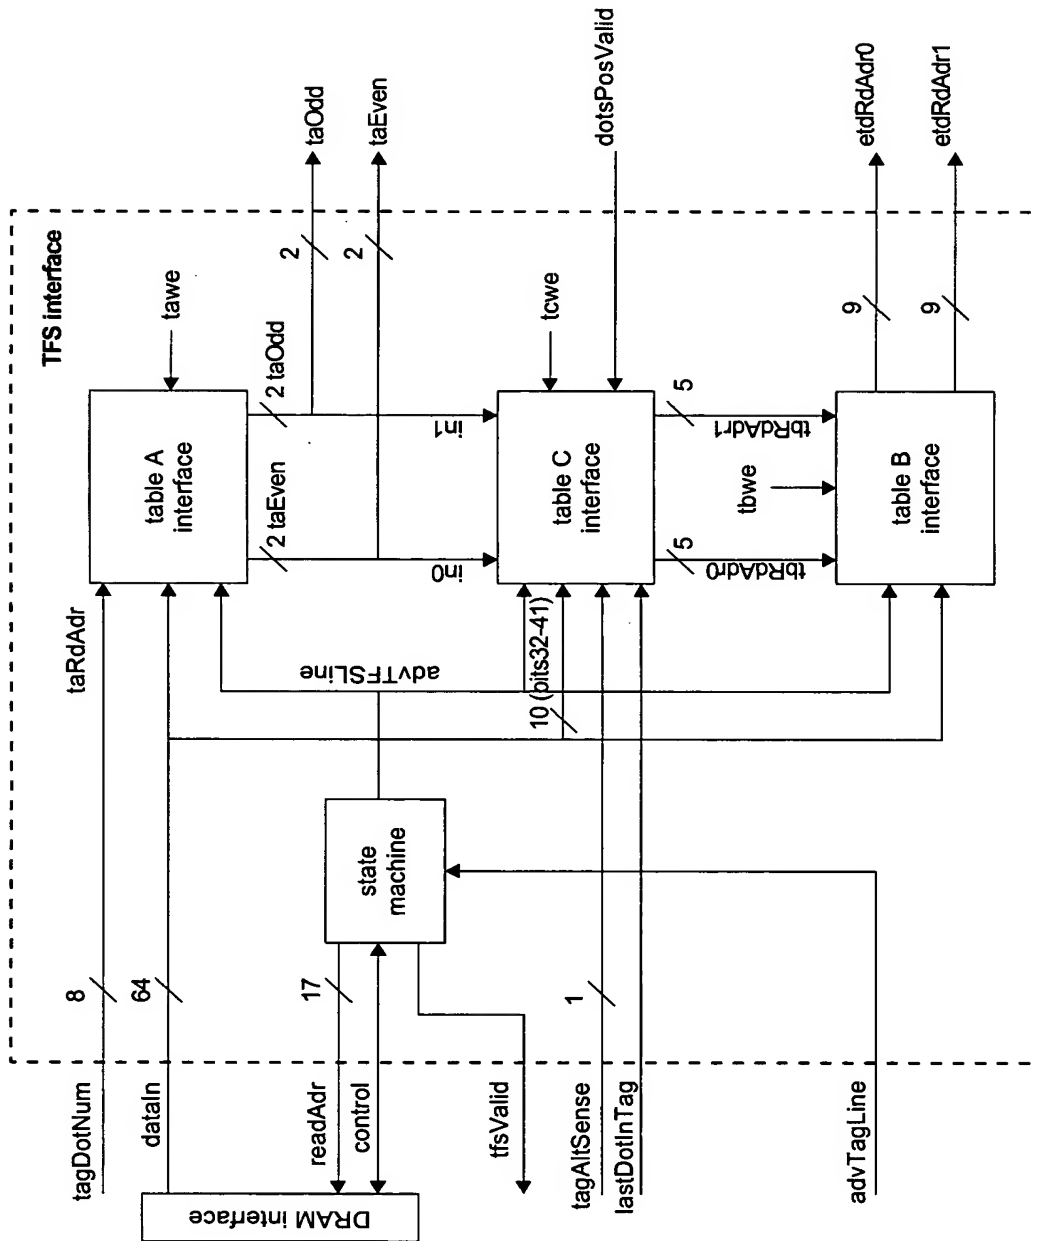 TFS interface
taOdd
taEven
dotsPosValid
etdRdAdr0
etdRdAdr1
2
2
9
9
tawe
tcwe
tbwe
table A
interface
2 taOdd
2 taEven
in1
in0
table C
interface
5
5
tbRdAdr1
tbRdAdr0
table B
interface
taRdAdr
advTFSLine
10 (bits32-41)
state
machine
8
64
17
1
tagDotNum
dataIn
readAdr
control
tfsValid
tagAltSense
lastDotInTag
advTagLine
DRAM interface